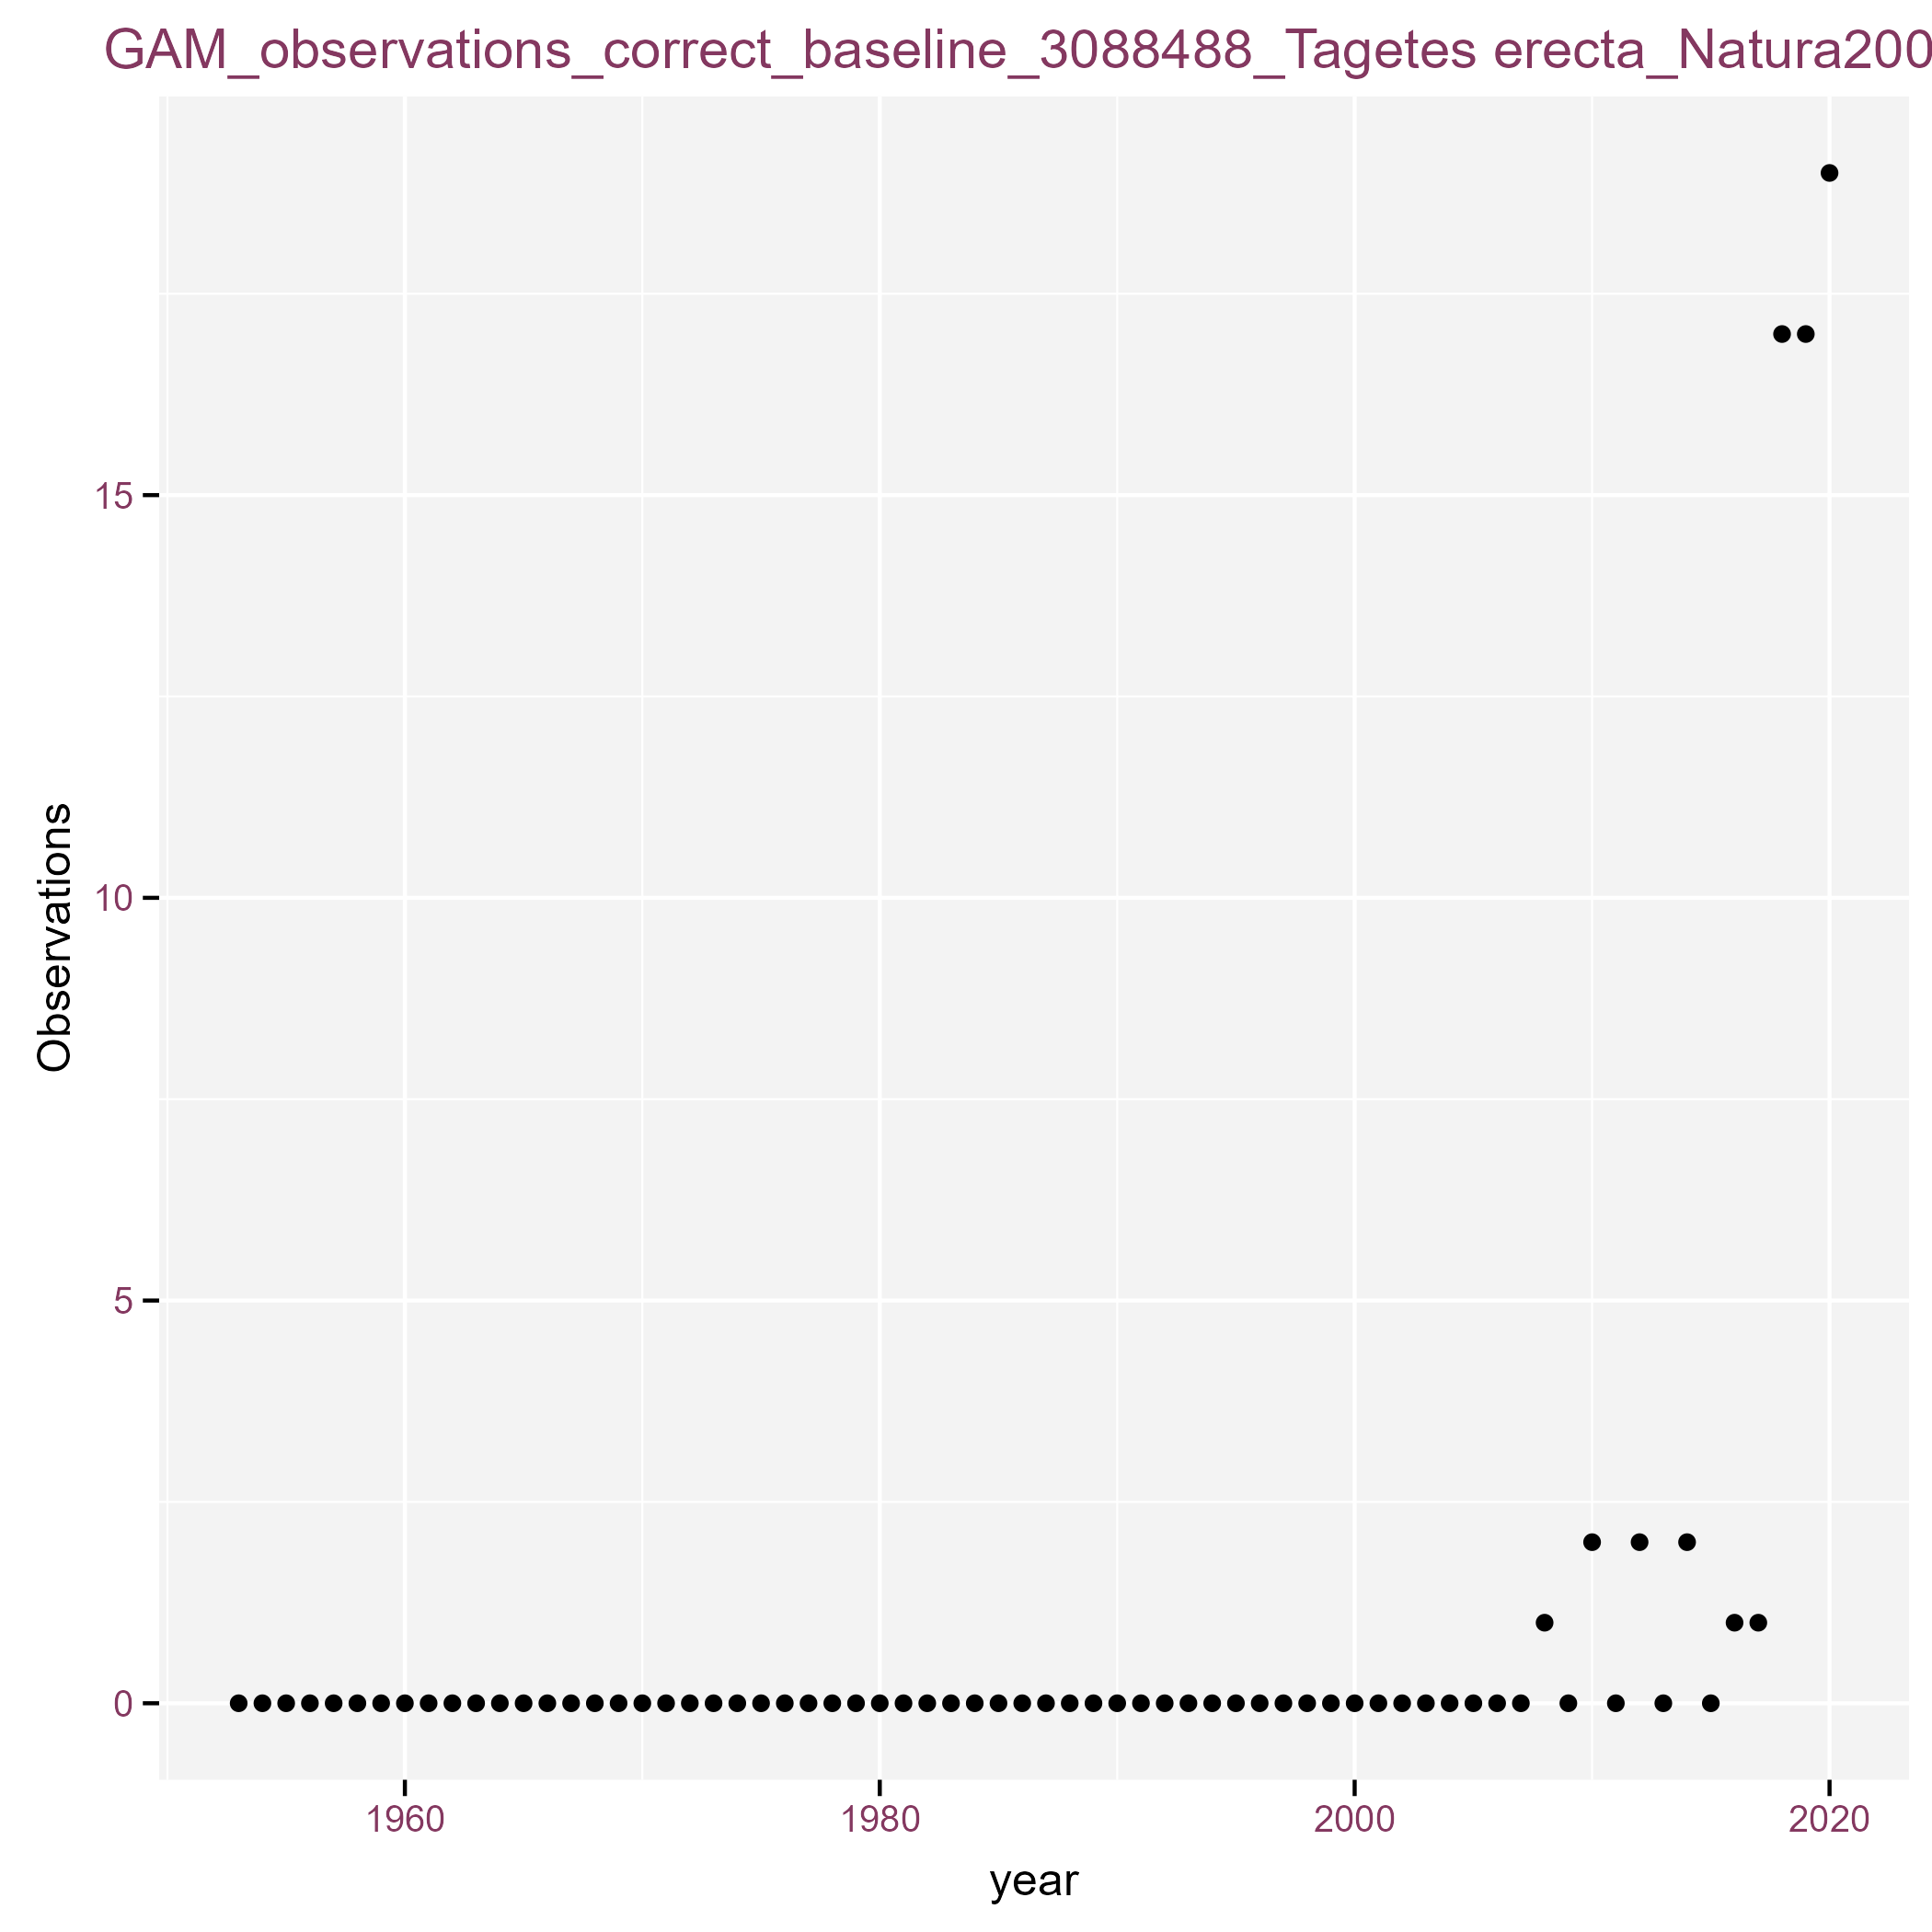 GAM_observations_correct_baseline_3088488_Tagetes erecta_Natura200
Observations
15
10
5
0
1960 1980 2000 2020
year